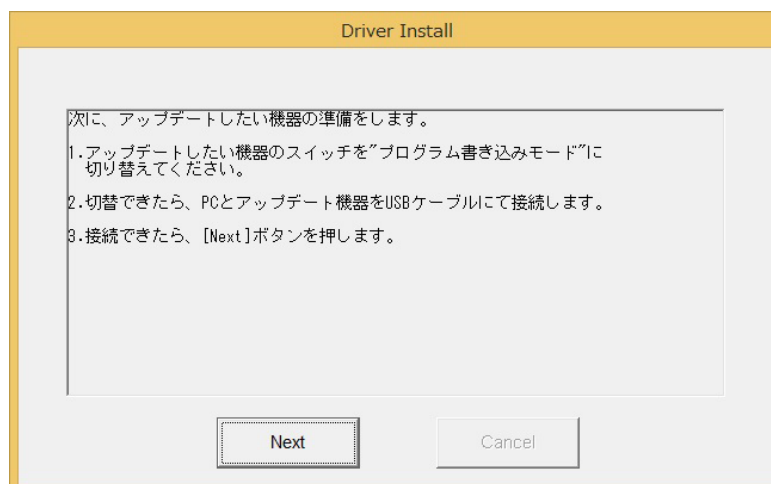 Driver Install
次に、アップデートしたい機器の準備をします。
1.アップデートしたい機器のスイッチを"プログラム書き込みモード"に
切り替えてください。
2.切替できたら、PCとアップデート機器をUSBケーブルにて接続します。
3.接続できたら、[Next]ボタンを押します。
Next
Cancel